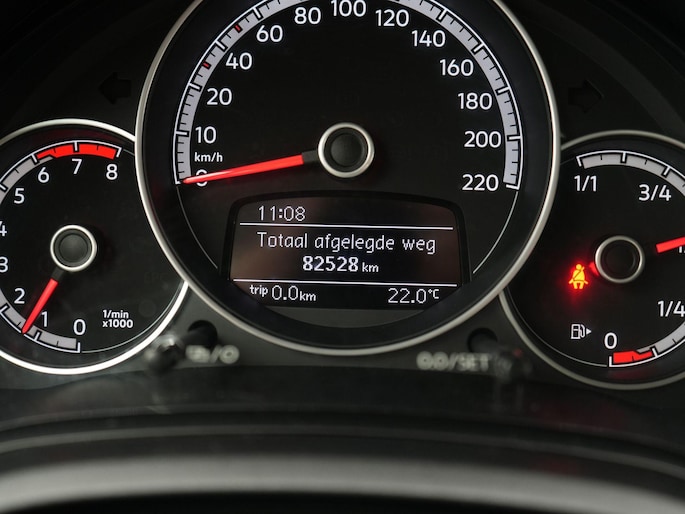 60 80 100 120
40 140
20 160
10 180
km/h 200
0 220
11:08
Totaal afgelegde weg
82528 km
trip 0.0 km 22.0°C
5 6 7 8
4
3
2
1 0
1/min
x1000
1/1 3/4
1/4
0
0.0/SET